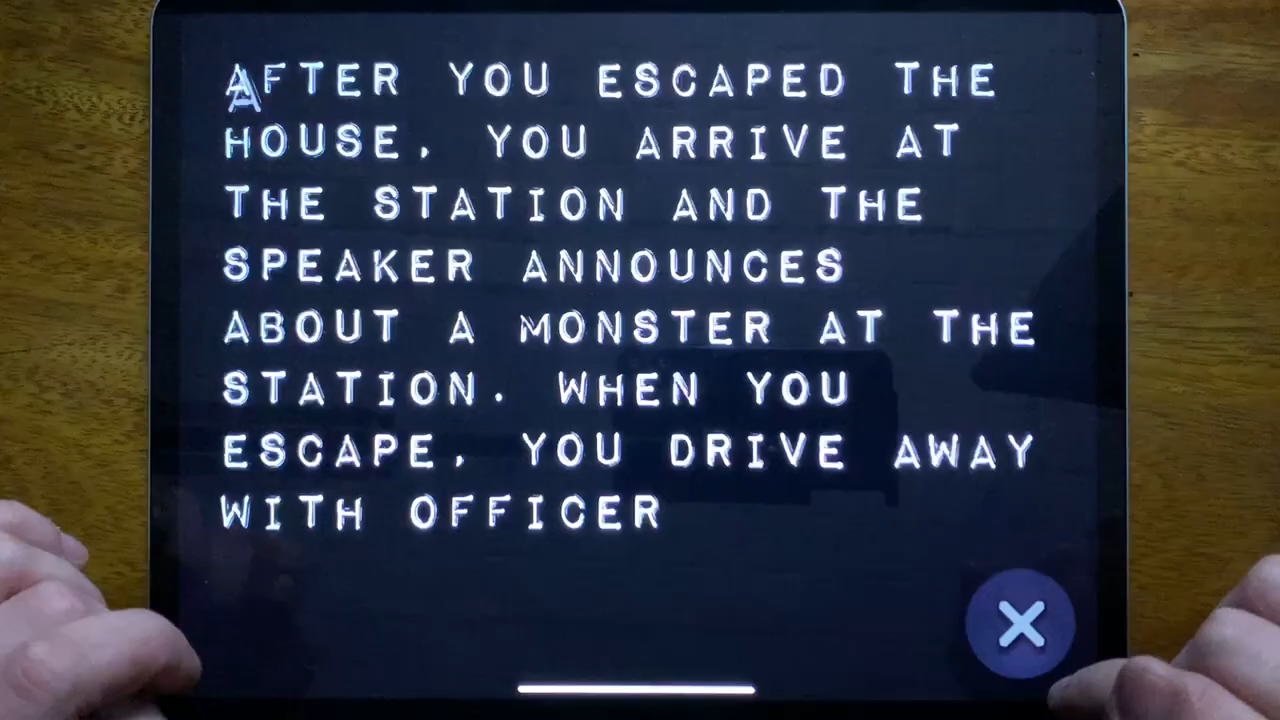 AFTER YOU ESCAPED THE
HOUSE, YOU ARRIVE AT
THE STATION AND THE
SPEAKER ANNOUNCES
ABOUT A MONSTER AT THE
STATION. WHEN YOU
ESCAPE, YOU DRIVE AWAY
WITH OFFICER